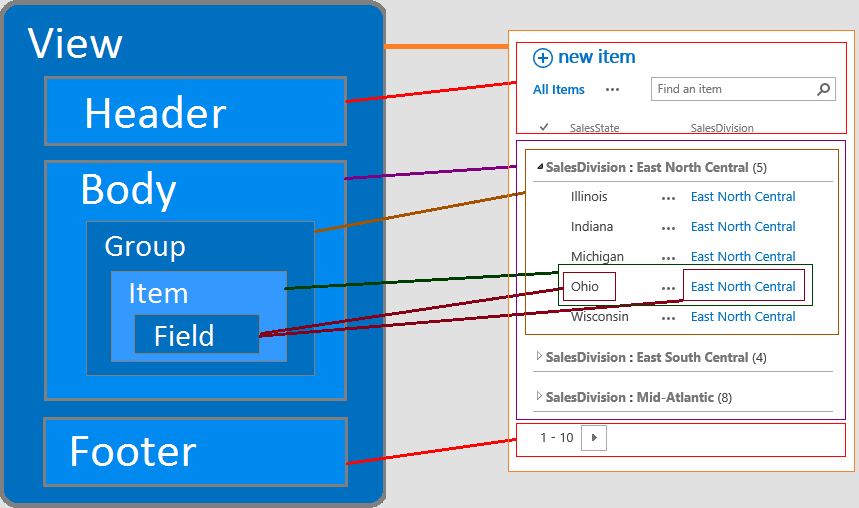 View
Header
Body
Group
Item
Field
Footer
new item
All Items ... Find an item
SalesState SalesDivision
SalesDivision : East North Central (5)
Illinois ... East North Central
Indiana ... East North Central
Michigan ... East North Central
Ohio ... East North Central
Wisconsin ... East North Central
SalesDivision : East South Central (4)
SalesDivision : Mid-Atlantic (8)
1 - 10